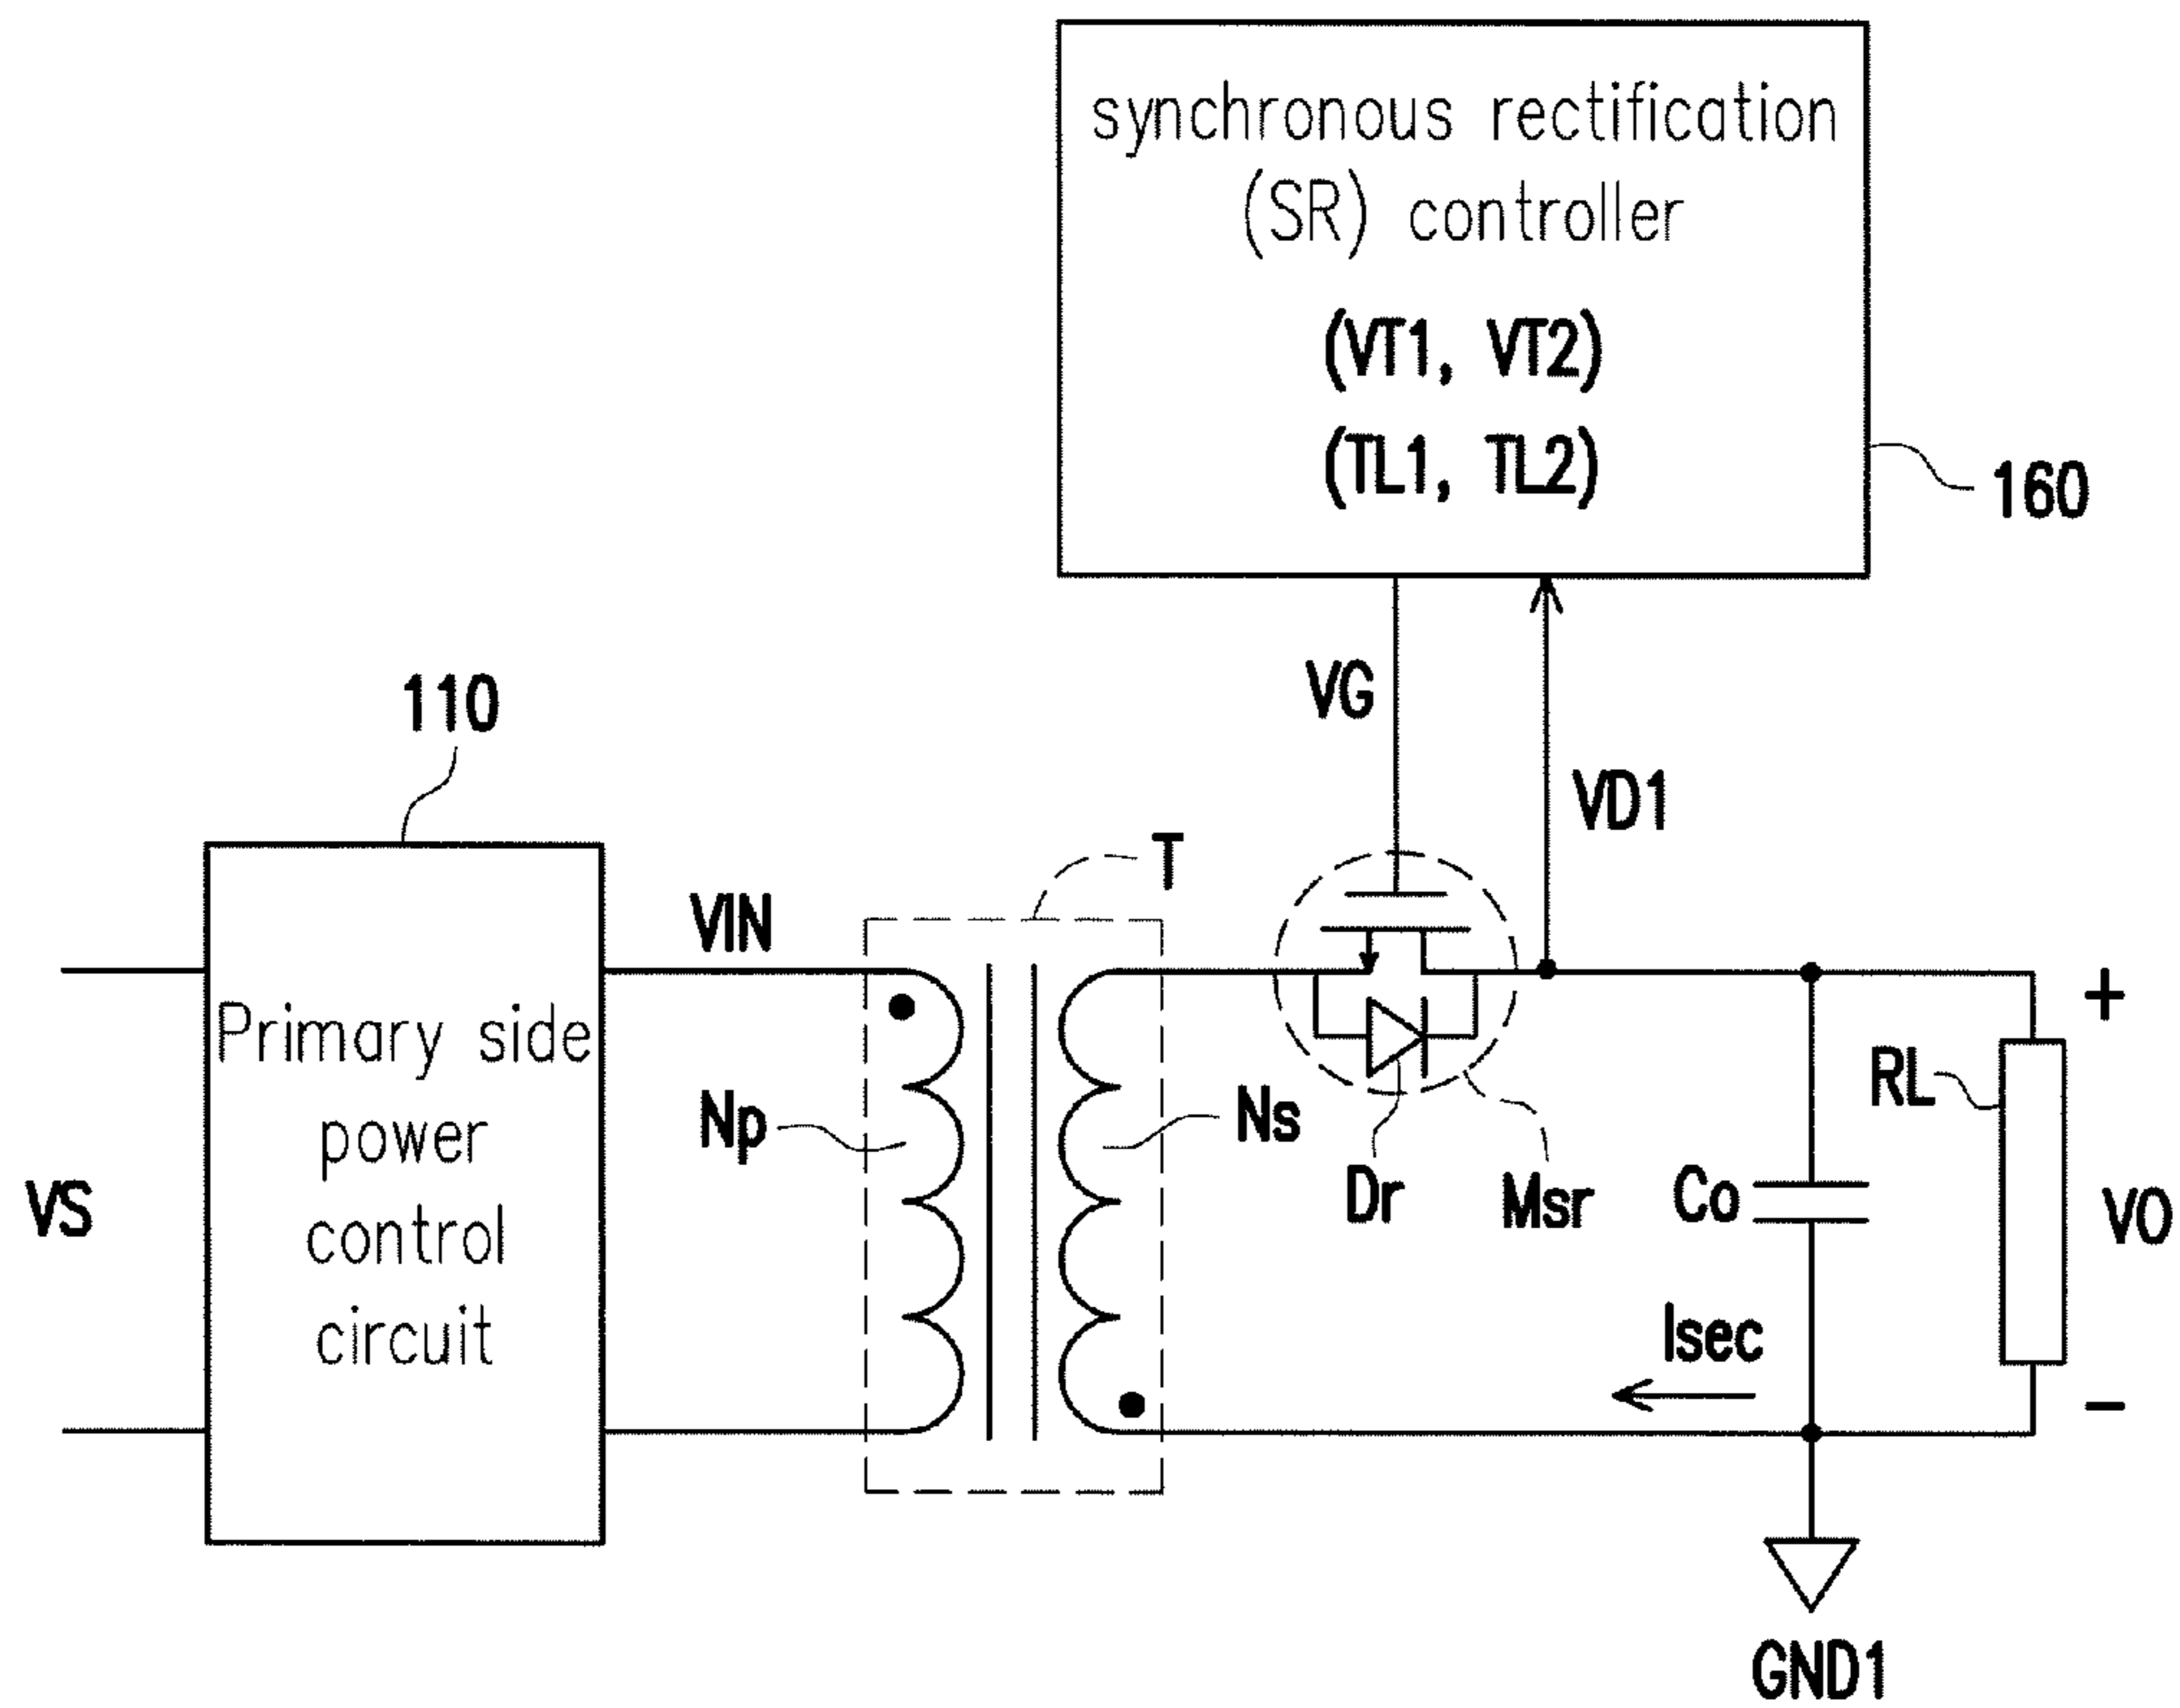 synchronous rectification
(SR) controller
(VT1, VT2)
(TL1, TL2)
160
110
VG
VD1
T
VIN
Primary side
power
control
circuit
Np
Ns
Dr
Msr
Co
RL
VS
VO
+
-
Isec
GND1